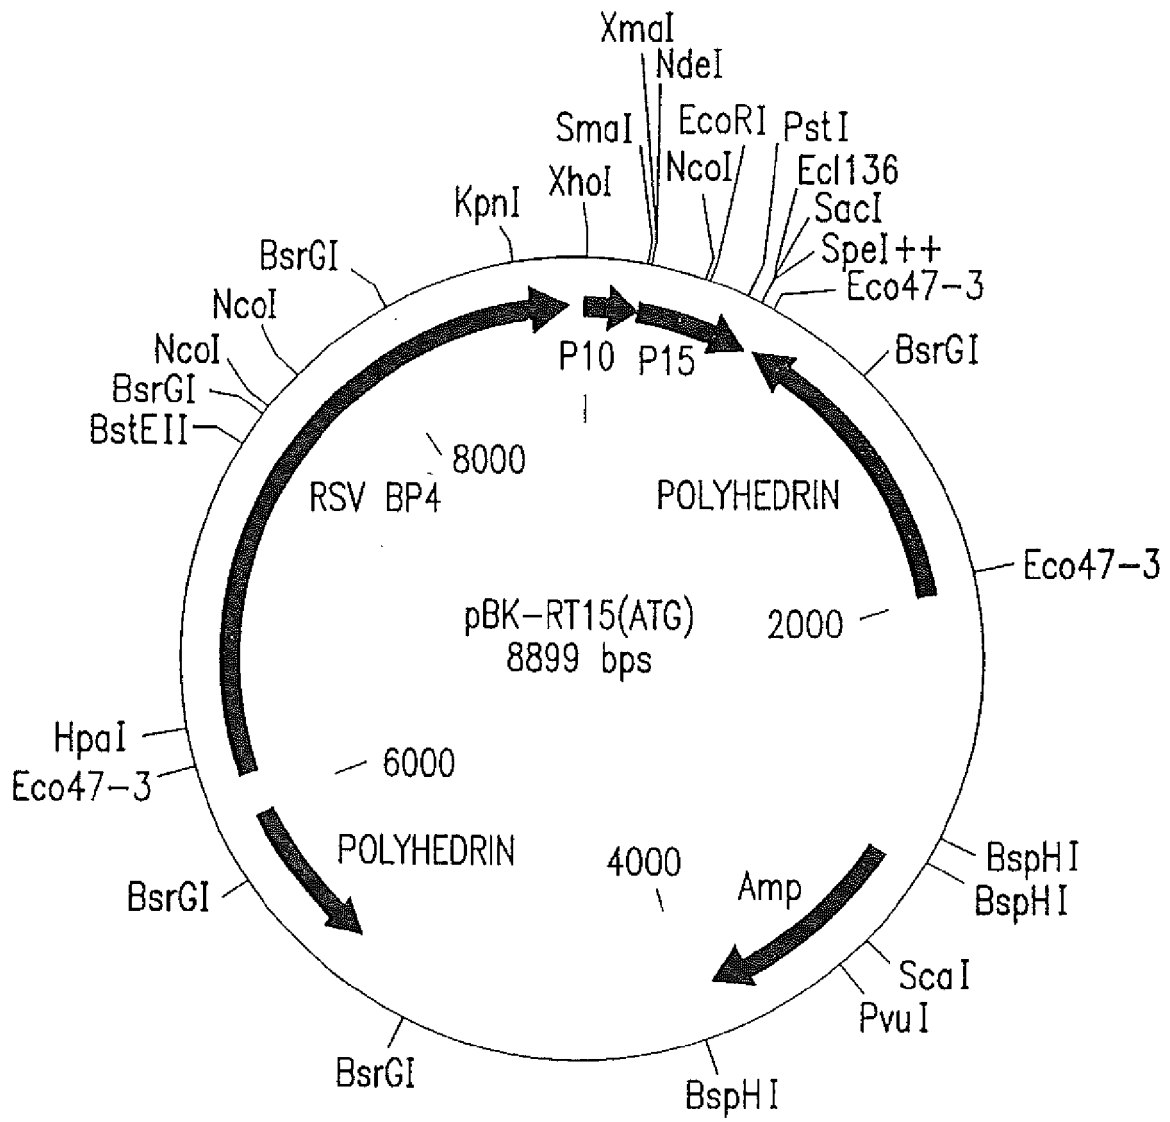 XmaI
NdeI
SmaI
EcoRI
PstI
NcoI
Ecl136
XhoI
SacI
KpnI
SpeI++
BsrGI
Eco47-3
NcoI
NcoI
BsrGI
BsrGI
BstEII
P10
P15
8000
RSV BP4
POLYHEDRIN
Eco47-3
pBK-RT15(ATG)
2000
8899 bps
HpaI
6000
Eco47-3
POLYHEDRIN
4000
BspHI
Amp
BsrGI
BspHI
ScaI
PvuI
BsrGI
BspHI